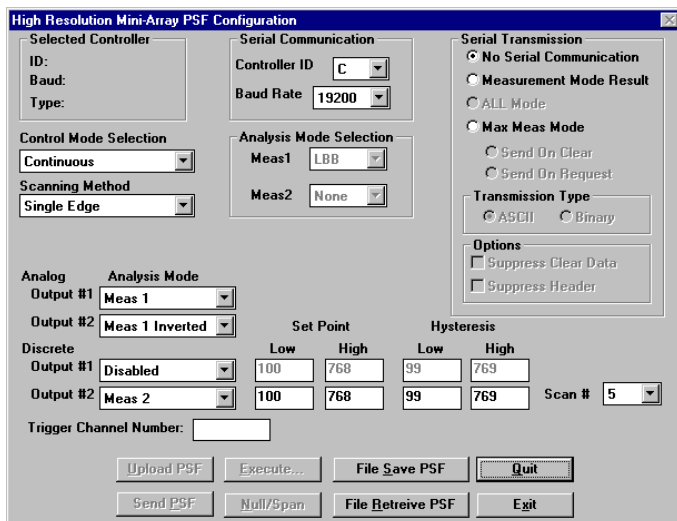 High Resolution Mini-Array PSF Configuration
Selected Controller
ID:
Baud:
Type:
Serial Communication
Controller ID C
Baud Rate 19200
Serial Transmission
No Serial Communication
Measurement Mode Result
ALL Mode
Max Meas Mode
Send On Clear
Send On Request
Transmission Type
ASCII Binary
Options
Suppress Clear Data
Suppress Header
Control Mode Selection
Continuous
Scanning Method
Single Edge
Analysis Mode Selection
Meas1 LBB
Meas2 None
Analog Analysis Mode
Output #1 Meas 1
Output #2 Meas 1 Inverted
Set Point Hysteresis
Discrete Low High Low High
Output #1 Disabled 100 768 99 769
Output #2 Meas 2 100 768 99 769 Scan # 5
Trigger Channel Number:
Upload PSF Execute... File Save PSF Quit
Send PSF Null/Span File Retreive PSF Exit